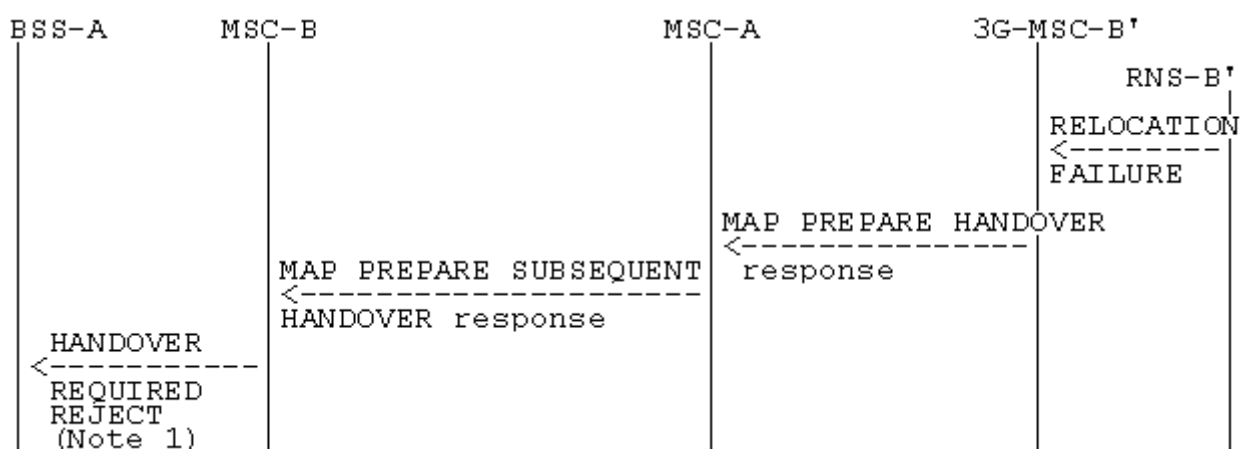 BSS-A MSC-B MSC-A 3G-MSC-B'
RNS-B'
RELOCATION
<--------
FAILURE
MAP PREPARE HANDOVER
<---------------
response
MAP PREPARE SUBSEQUENT
<---------------------
HANDOVER response
HANDOVER
<-----------
REQUIRED
REJECT
(Note 1)